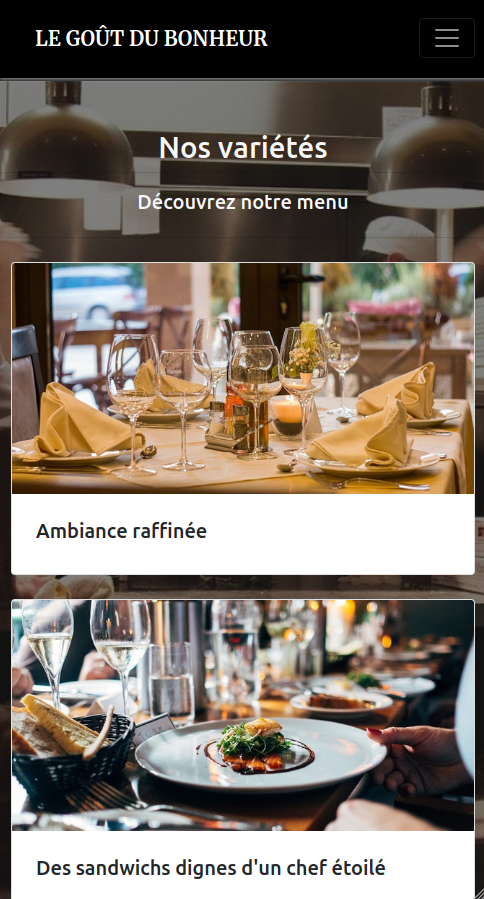 LE GOÛT DU BONHEUR
Nos variétés
Découvrez notre menu
Ambiance raffinée
Des sandwichs dignes d'un chef étoilé